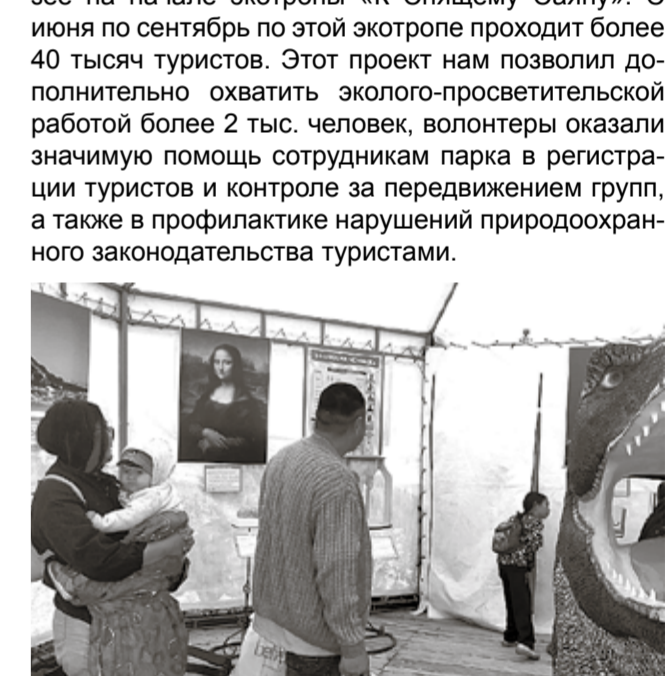 зее на начале экотропы «К Спящему Саяну». С
июня по сентябрь по этой экотропе проходит более
40 тысяч туристов. Этот проект нам позволил до-
полнительно охватить эколого-просветительской
работой более 2 тыс. человек, волонтеры оказали
значимую помощь сотрудникам парка в регистра-
ции туристов и контроле за передвижением групп,
а также в профилактике нарушений природоохран-
ного законодательства туристами.